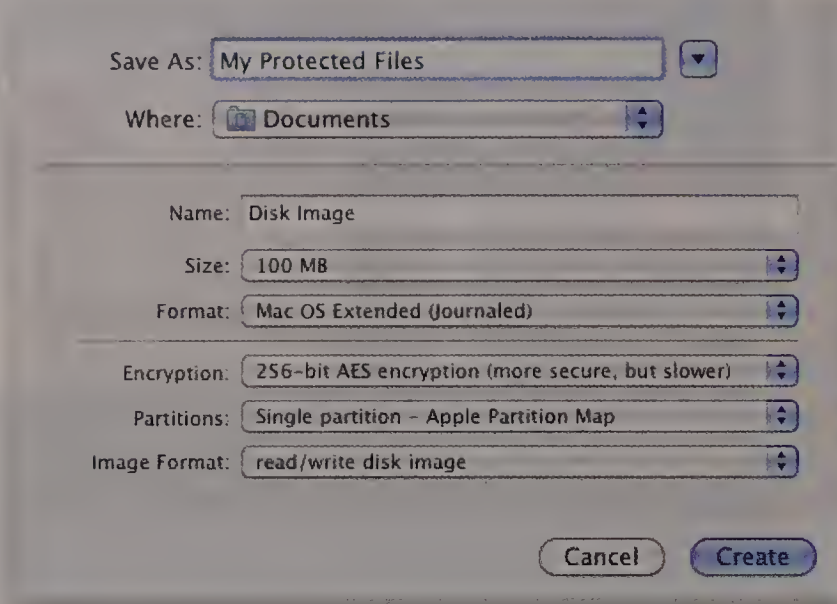 Save As: My Protected Files
Where: Documents
Name: Disk Image
Size: 100 MB
Format: Mac OS Extended (Journaled)
Encryption: 256-bit AES encryption (more secure, but slower)
Partitions: Single partition - Apple Partition Map
Image Format: read/write disk image
Cancel Create